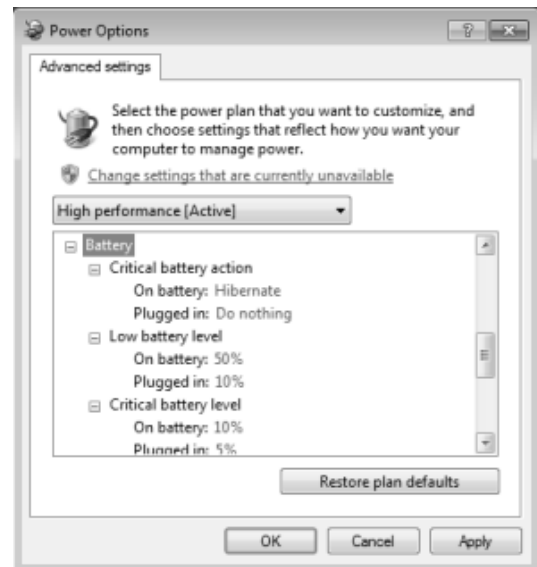 Power Options
Advanced settings
Select the power plan that you want to customize, and
then choose settings that reflect how you want your
computer to manage power.
Change settings that are currently unavailable
High performance [Active]
Battery
Critical battery action
On battery: Hibernate
Plugged in: Do nothing
Low battery level
On battery: 50%
Plugged in: 10%
Critical battery level
On battery: 10%
Plugged in: 5%
Restore plan defaults
OK Cancel Apply